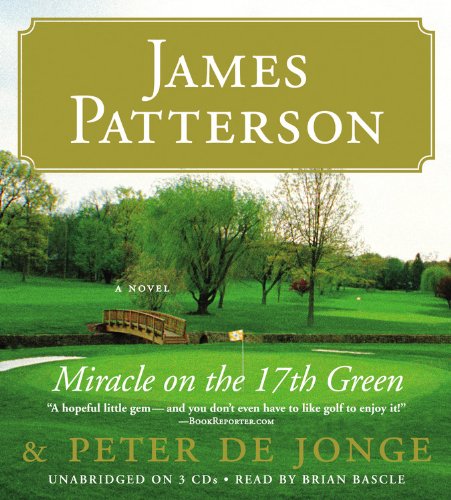 JAMES
PATTERSON
A NOVEL
Miracle on the 17th Green
“A hopeful little gem—and you don't even have to like golf to enjoy it!”
—BOOKREPORTER.COM
& PETER DE JONGE
UNABRIDGED ON 3 CDs • READ BY BRIAN BASCLE